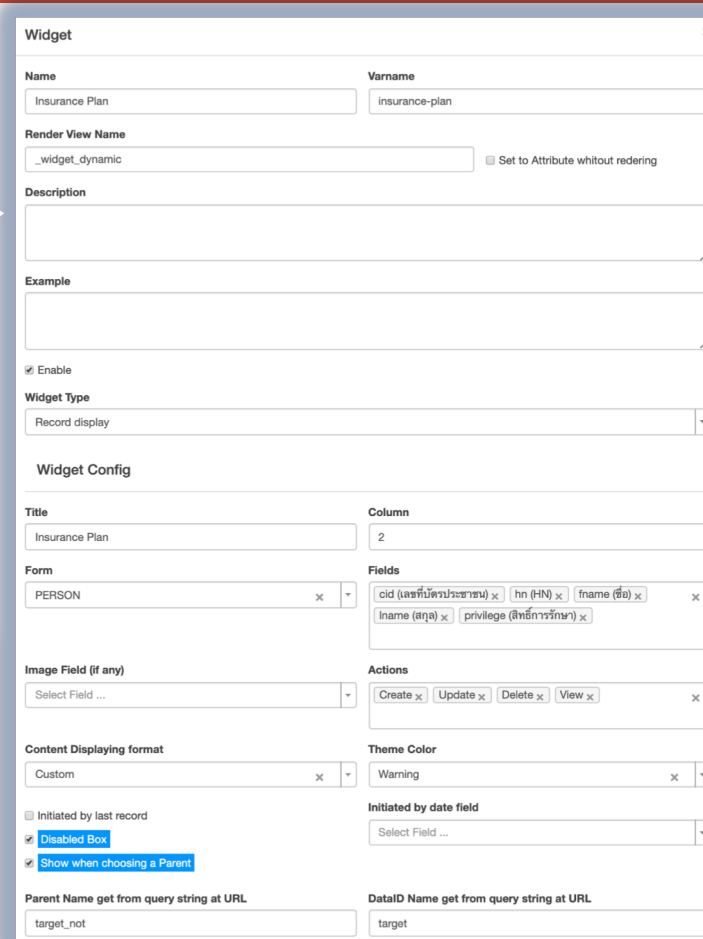 Widget
Name
Varname
Insurance Plan
insurance-plan
Render View Name
_widget_dynamic
Set to Attribute whitout redering
Description
Example
Enable
Widget Type
Record display
Widget Config
Title
Column
Insurance Plan
2
Form
Fields
PERSON
cid (เลขที่บัตรประชาชน) × hn (HN) × fname (ชื่อ) ×
lname (สกุล) × privilege (สิทธิ์การรักษา) ×
Image Field (if any)
Actions
Select Field ...
Create × Update × Delete × View ×
Content Displaying format
Theme Color
Custom
Warning
Initiated by last record
Initiated by date field
Disabled Box
Select Field ...
Show when choosing a Parent
Parent Name get from query string at URL
DataID Name get from query string at URL
target_not
target